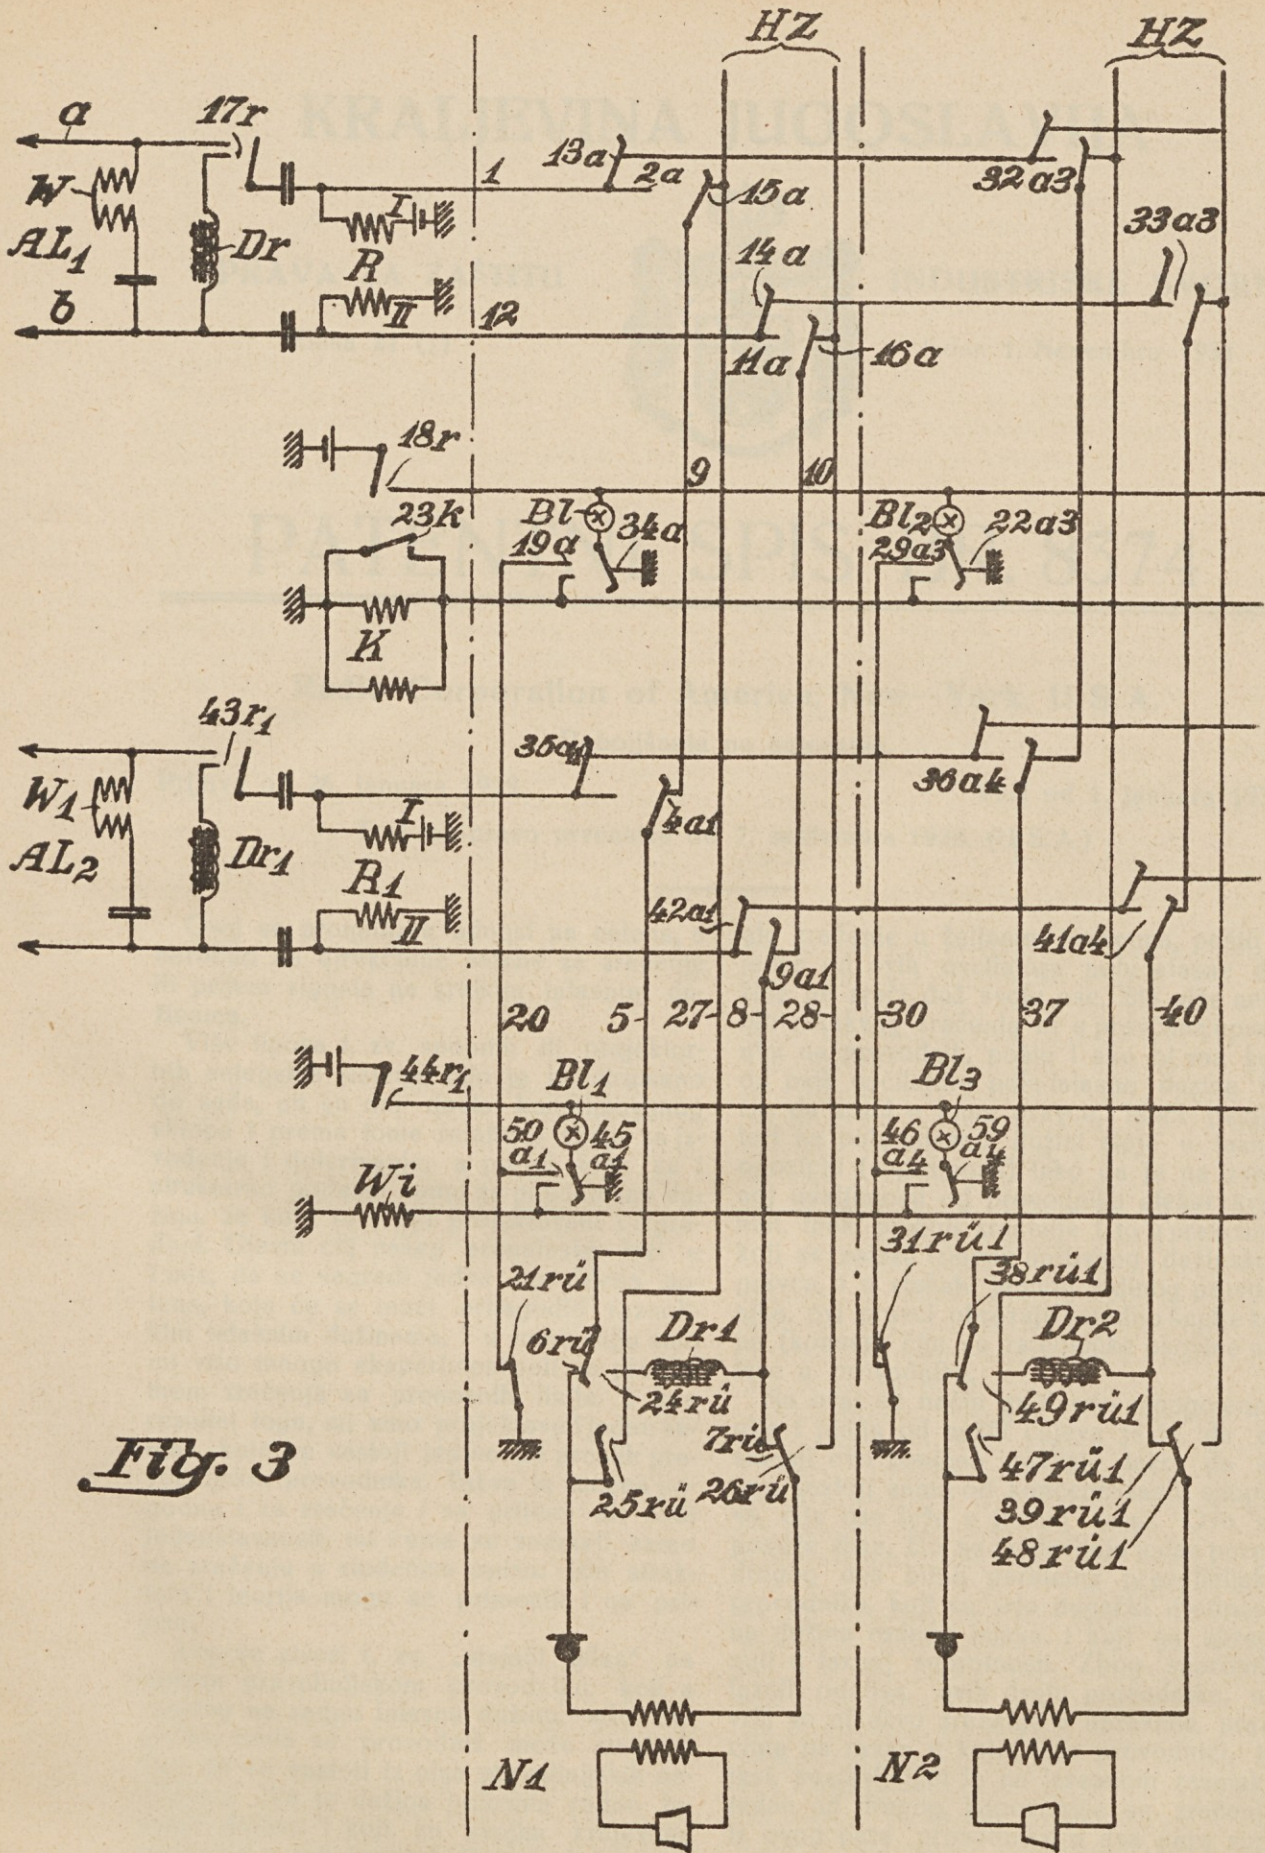 HZ
HZ
a
17r
13a
2a
1
15a
32a3
33a3
W
AL1
Dr
I
R
II
14a
b
12
11a
16a
18r
9
10
23k
Bl
34a
19a
Bl2
22a3
29a3
K
43r1
35a4
36a4
W1
AL2
Dr1
I
R1
II
4a1
42a1
9a1
41a4
20
5
27
8
28
30
37
40
44r1
Bl1
Bl3
50
a1
45
a1
46
a4
59
a4
Wi
21rü
31rü1
38rü1
6rü
Dr1
Dr2
24rü
49rü1
7rü
26rü
25rü
47rü1
39rü1
48rü1
Fig. 3
N1
N2